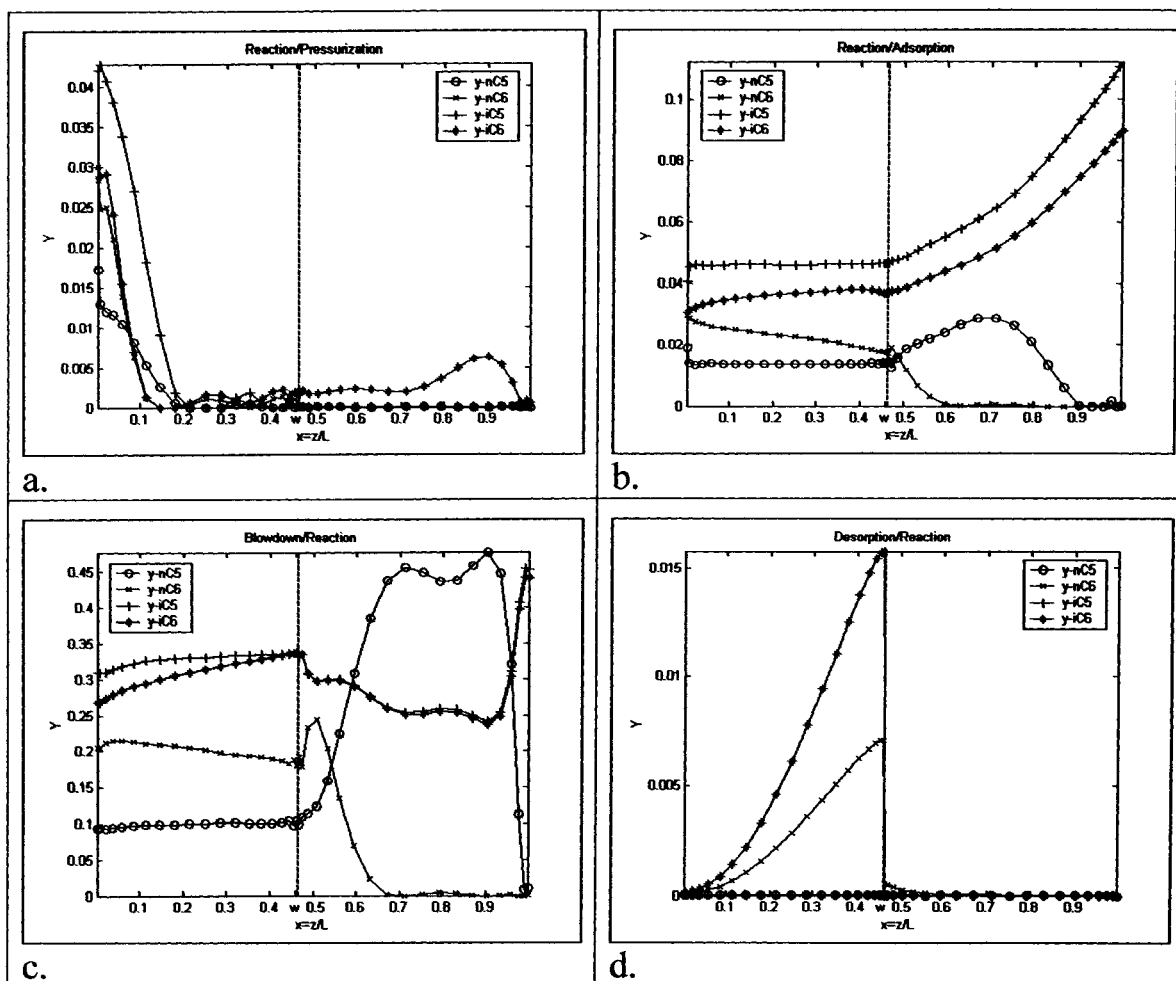 Reaction/Pressurization
y-nC5
y-nC6
y-iC5
y-iC6
0.04
0.035
0.03
0.025
0.02
0.015
0.01
0.005
0
Y
0.1 0.2 0.3 0.4 w 0.5 0.6 0.7 0.8 0.9
x=z/L
a.
Reaction/Adsorption
y-nC5
y-nC6
y-iC5
y-iC6
0.1
0.08
0.06
0.04
0.02
0
Y
0.1 0.2 0.3 0.4 w 0.5 0.6 0.7 0.8 0.9
x=z/L
b.
Blowdown/Reaction
y-nC5
y-nC6
y-iC5
y-iC6
0.45
0.4
0.35
0.3
0.25
0.2
0.15
0.1
0.05
0
Y
0.1 0.2 0.3 0.4 w 0.5 0.6 0.7 0.8 0.9
x=z/L
c.
Desorption/Reaction
y-nC5
y-nC6
y-iC5
y-iC6
0.015
0.01
0.005
0
Y
0.1 0.2 0.3 0.4 w 0.5 0.6 0.7 0.8 0.9
x=z/L
d.